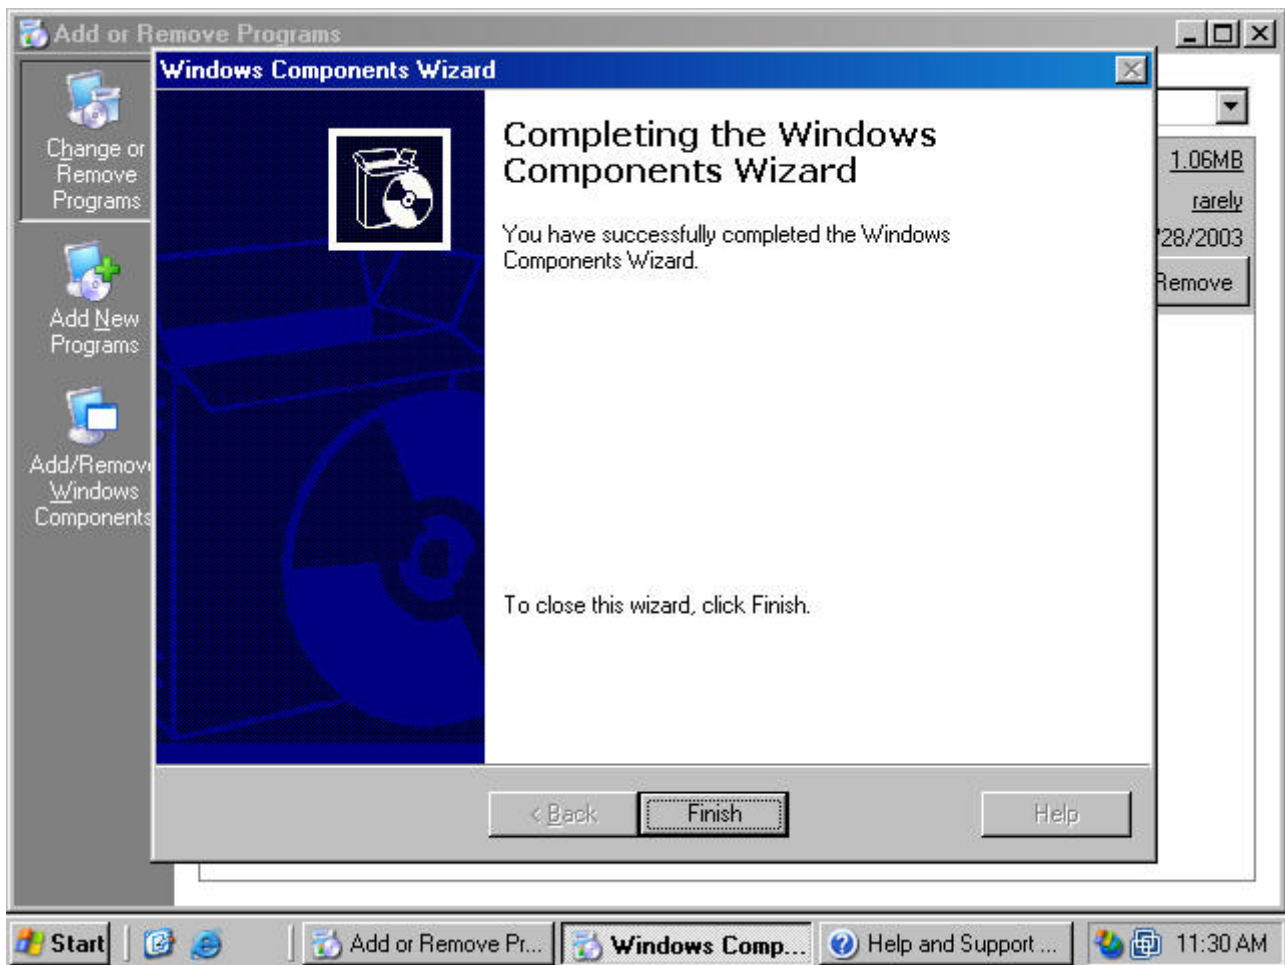 Add or Remove Programs
Windows Components Wizard
Change or
Remove
Programs
Add New
Programs
Add/Remove
Windows
Components
Completing the Windows
Components Wizard
You have successfully completed the Windows
Components Wizard.
To close this wizard, click Finish.
1.06MB
rarely
/28/2003
Remove
< Back
Finish
Help
Start
Add or Remove Pr...
Windows Comp...
Help and Support ...
11:30 AM